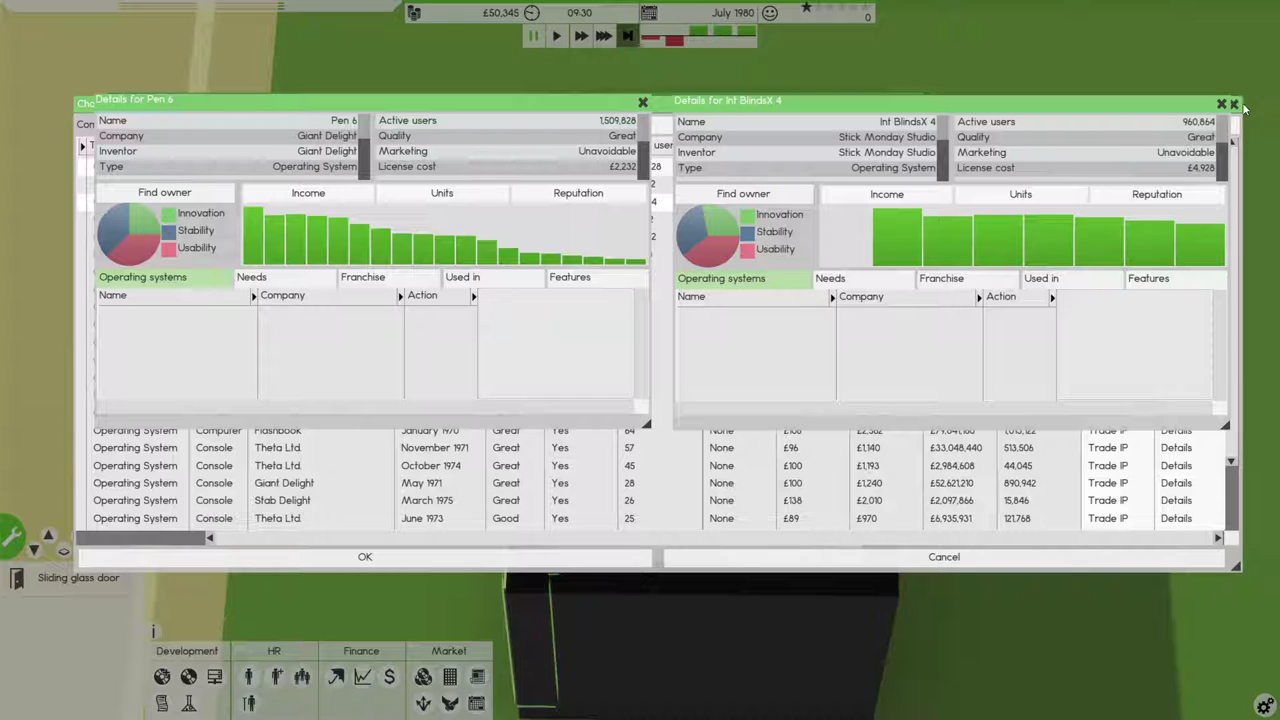 £50,345 09:30 July 1980 0
Details for Pen 6
Name Pen 6 Active users 1,509,828
Company Giant Delight Quality Great
Inventor Giant Delight Marketing Unavoidable
Type Operating System License cost £2,232
Find owner Income Units Reputation
Innovation
Stability
Usability
Operating systems Needs Franchise Used in Features
Name Company Action
Details for Int BlindsX 4
Name Int BlindsX 4 Active users 960,864
Company Stick Monday Studio Quality Great
Inventor Stick Monday Studio Marketing Unavoidable
Type Operating System License cost £4,928
Find owner Income Units Reputation
Innovation
Stability
Usability
Operating systems Needs Franchise Used in Features
Name Company Action
Operating System Computer Flashbook January 1970 Great Yes 64 None
Operating System Console Theta Ltd. November 1971 Great Yes 57 None £96 £1,140 £33,048,440 513,506 Trade IP Details
Operating System Console Theta Ltd. October 1974 Great Yes 45 None £100 £1,193 £2,984,608 44,045 Trade IP Details
Operating System Console Giant Delight May 1971 Great Yes 28 None £100 £1,240 £52,621,210 890,942 Trade IP Details
Operating System Console Stab Delight March 1975 Great Yes 26 None £138 £2,010 £2,097,866 15,846 Trade IP Details
Operating System Console Theta Ltd. June 1973 Good Yes 25 None £89 £970 £6,935,931 121,768 Trade IP Details
OK Cancel
Sliding glass door
i
Development HR Finance Market